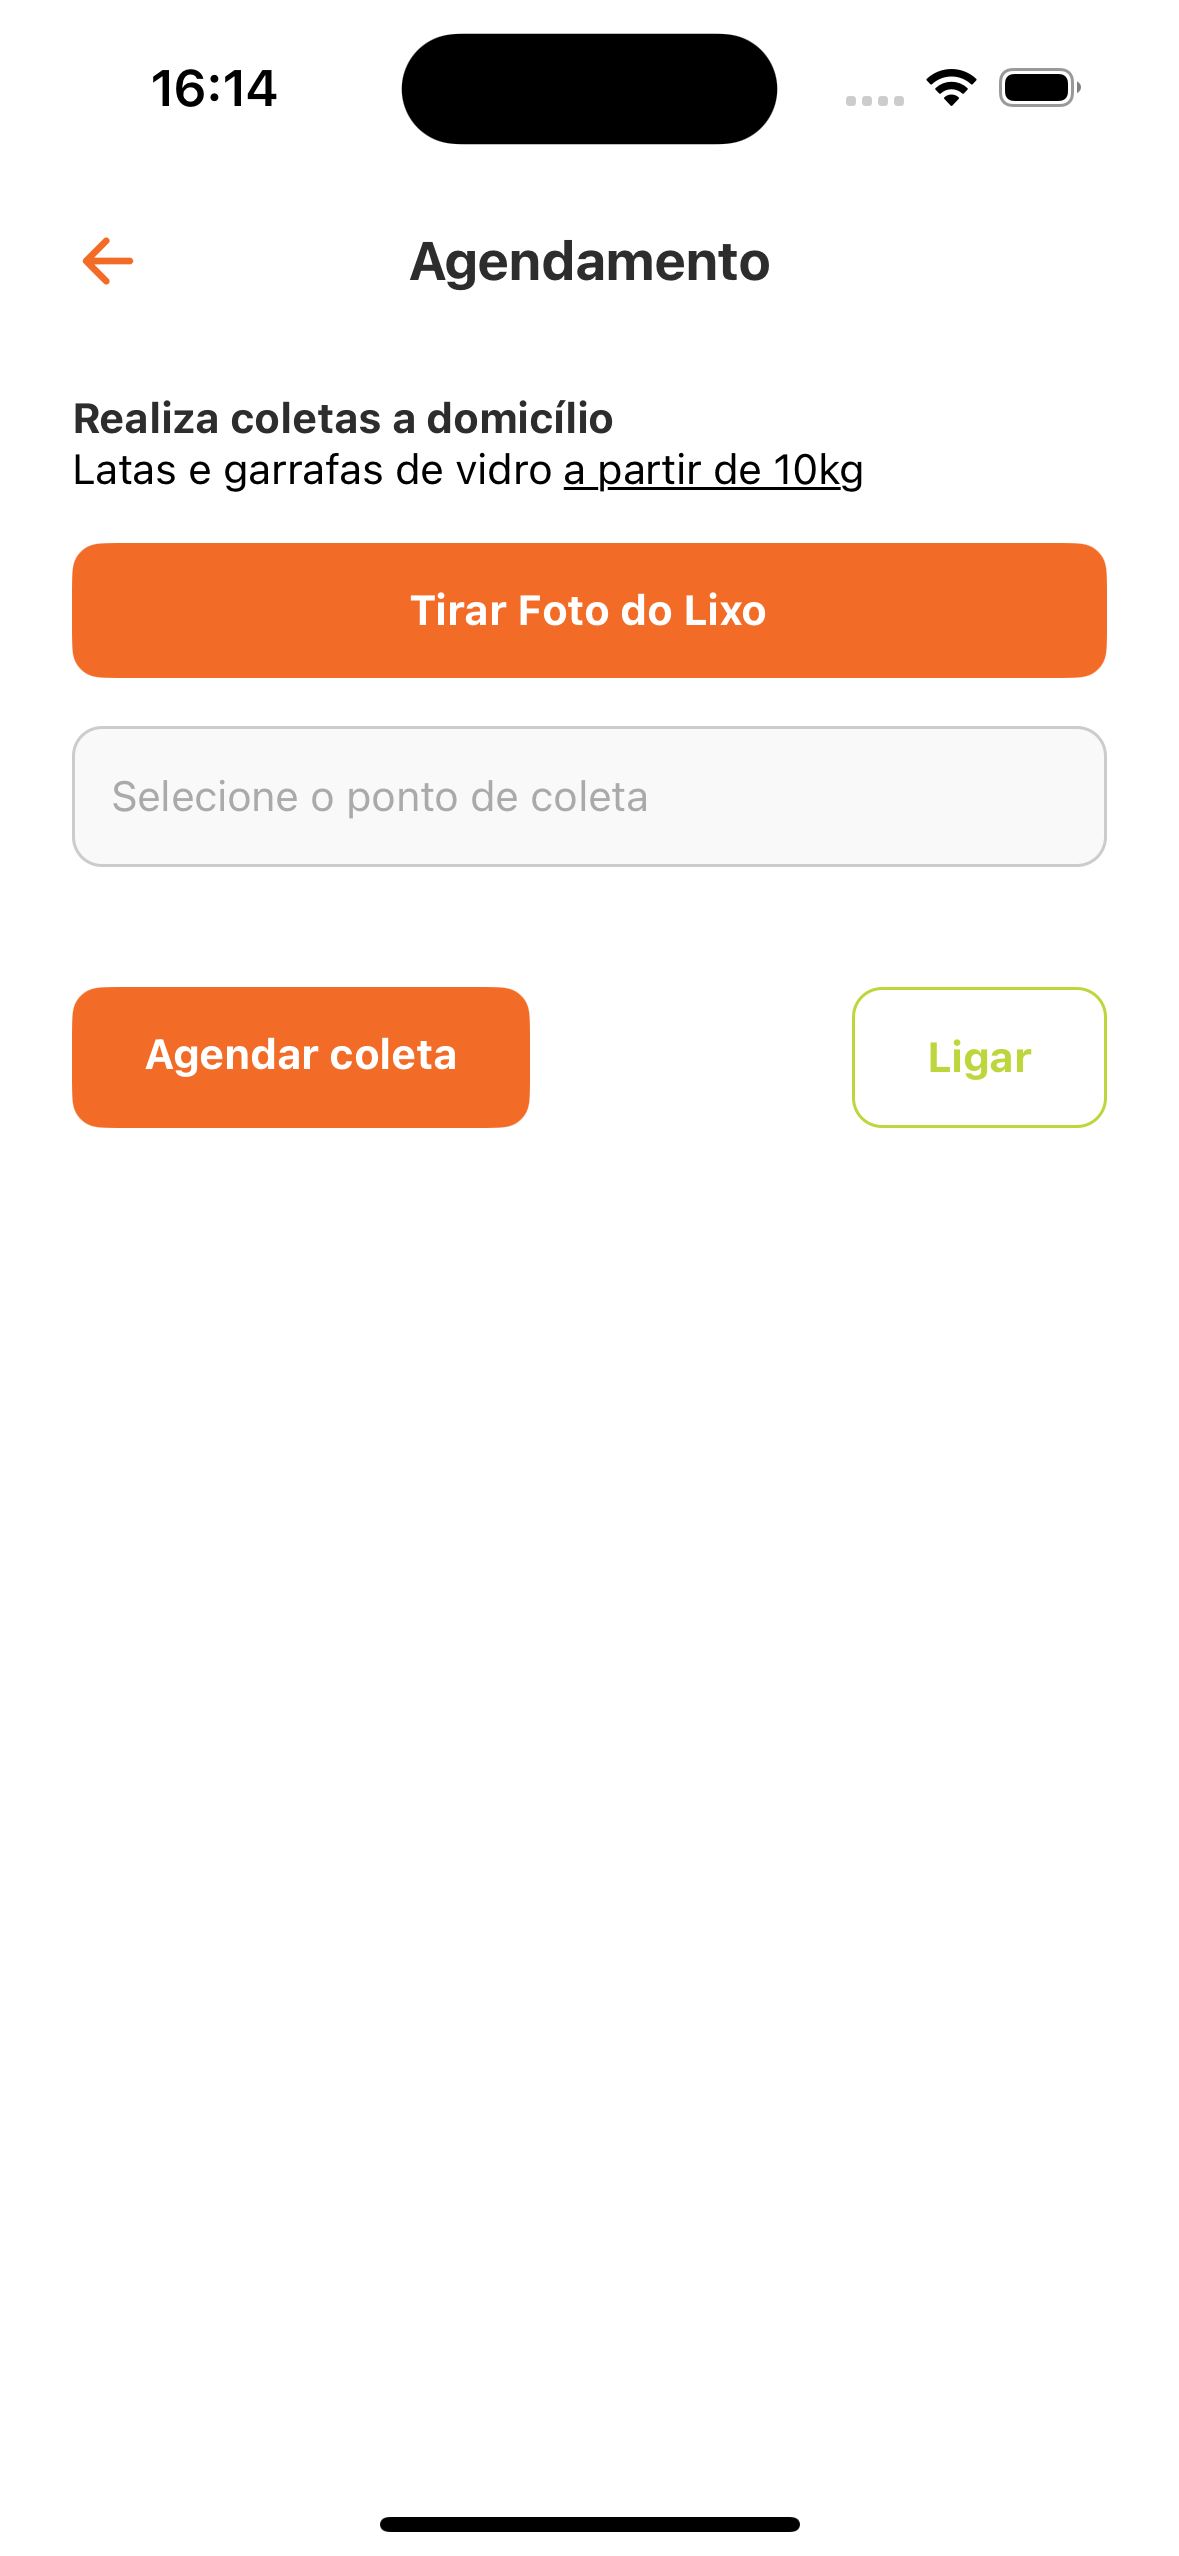 16:14
Agendamento
Realiza coletas a domicílio
Latas e garrafas de vidro a partir de 10kg
Tirar Foto do Lixo
Selecione o ponto de coleta
Agendar coleta
Ligar